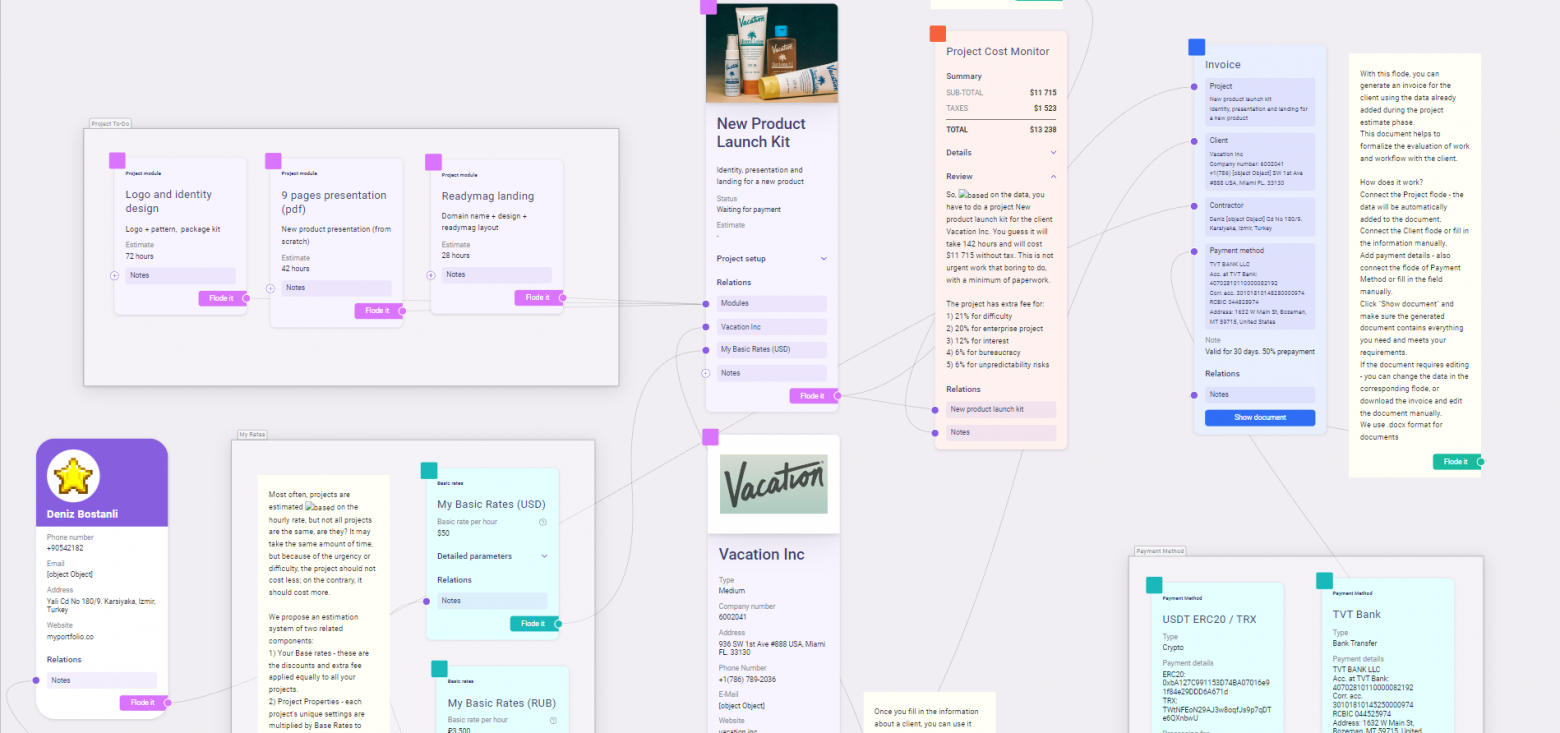 Project To-Do
Project module
Logo and identity
design
Logo + pattern, package kit
Estimate
72 hours
Notes
Flode it
Project module
9 pages presentation
(pdf)
New product presentation (from
scratch)
Estimate
42 hours
Notes
Flode it
Project module
Readymag landing
Domain name + design +
readymag layout
Estimate
28 hours
Notes
Flode it
Deniz Bostanli
Phone number
+90542182
Email
[object Object]
Address
Yali Cd No 180/9. Karsiyaka, Izmir,
Turkey
Website
myportfolio.co
Relations
Notes
Flode it
My Rates
Most often, projects are
estimated based on the
hourly rate, but not all projects
are the same, are they? It may
take the same amount of time,
but because of the urgency or
difficulty, the project should not
cost less; on the contrary, it
should cost more.
We propose an estimation
system of two related
components:
1) Your Base rates - these are
the discounts and extra fee
applied equally to all your
projects.
2) Project Properties - each
project's unique settings are
multiplied by Base Rates to
Basic rates
My Basic Rates (USD)
Basic rate per hour
$50
Detailed parameters
Relations
Notes
Flode it
Basic rates
My Basic Rates (RUB)
Basic rate per hour
₽3 500
Vacation
New Product
Launch Kit
Identity, presentation and
landing for a new product
Status
Waiting for payment
Estimate
-
Project setup
Relations
Modules
Vacation Inc
My Basic Rates (USD)
Notes
Flode it
Vacation
Vacation Inc
Type
Medium
Company number
6002041
Address
936 SW 1st Ave #888 USA, Miami
FL. 33130
Phone Number
+1(786) 789-2036
E-Mail
[object Object]
Website
vacation.inc
Project Cost Monitor
Summary
SUB-TOTAL $11 715
TAXES $1 523
TOTAL $13 238
Details
Review
So, based on the data, you
have to do a project New
product launch kit for the client
Vacation Inc. You guess it will
take 142 hours and will cost
$11 715 without tax. This is not
urgent work that boring to do,
with a minimum of paperwork.
The project has extra fee for:
1) 21% for difficulty
2) 20% for enterprise project
3) 12% for interest
4) 6% for bureaucracy
5) 6% for unpredictability risks
Relations
New product launch kit
Notes
Once you fill in the information
about a client, you can use it
Invoice
Project
New product launch kit
Identity, presentation and landing for
a new product
Client
Vacation Inc
Company number: 6002041
+1(786) [object Object] SW 1st Ave
#888 USA, Miami FL. 33130
Contractor
Deniz [object Object] Cd No 180/9.
Karsiyaka, Izmir, Turkey
Payment method
TVT BANK LLC
Acc. at TVT Bank:
40702810110000082192
Corr. acc. 30101810145250000974
RCBIC 044525974
Address: 1632 W Main St, Bozeman,
MT 59715, United States
Note
Valid for 30 days. 50% prepayment
Relations
Notes
Show document
With this flode, you can
generate an invoice for the
client using the data already
added during the project
estimate phase.
This document helps to
formalize the evaluation of work
and workflow with the client.
How does it work?
Connect the Project flode - the
data will be automatically
added to the document.
Connect the Client flode or fill in
the information manually.
Add payment details - also
connect the flode of Payment
Method or fill in the field
manually.
Click "Show document" and
make sure the generated
document contains everything
you need and meets your
requirements.
If the document requires editing
- you can change the data in the
corresponding flode, or
download the invoice and edit
the document manually.
We use .docx format for
documents
Flode it
Payment Method
Payment Method
USDT ERC20 / TRX
Type
Crypto
Payment details
ERC20:
0xbA127C991153D74BA07016e9
1f84e29DDD6A671d
TRX:
TWtNFEoN29AJ3w8oqfJs9p7qDT
e6QXnbwU
Payment Method
TVT Bank
Type
Bank Transfer
Payment details
TVT BANK LLC
Acc. at TVT Bank:
40702810110000082192
Corr. acc.
30101810145250000974
RCBIC 044525974
Address: 1632 W Main St,
Bozeman, MT 59715, United